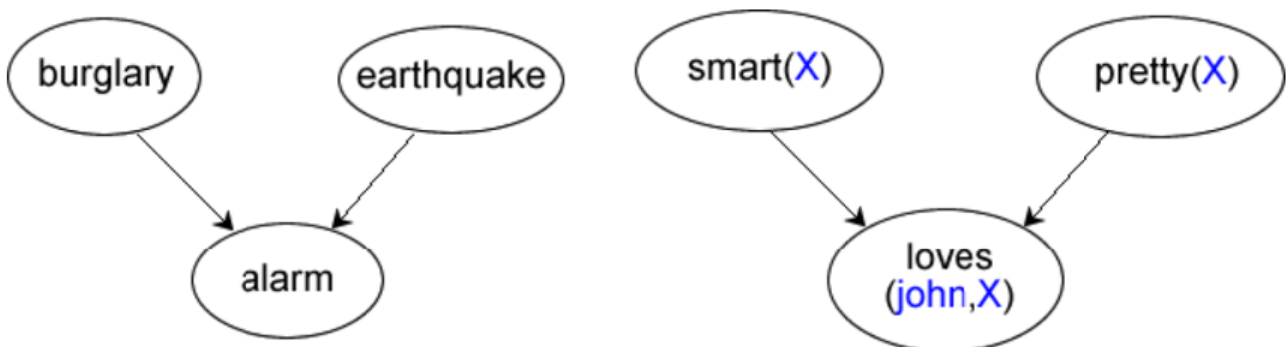 burglary
earthquake
smart(X)
pretty(X)
alarm
loves
(john,X)